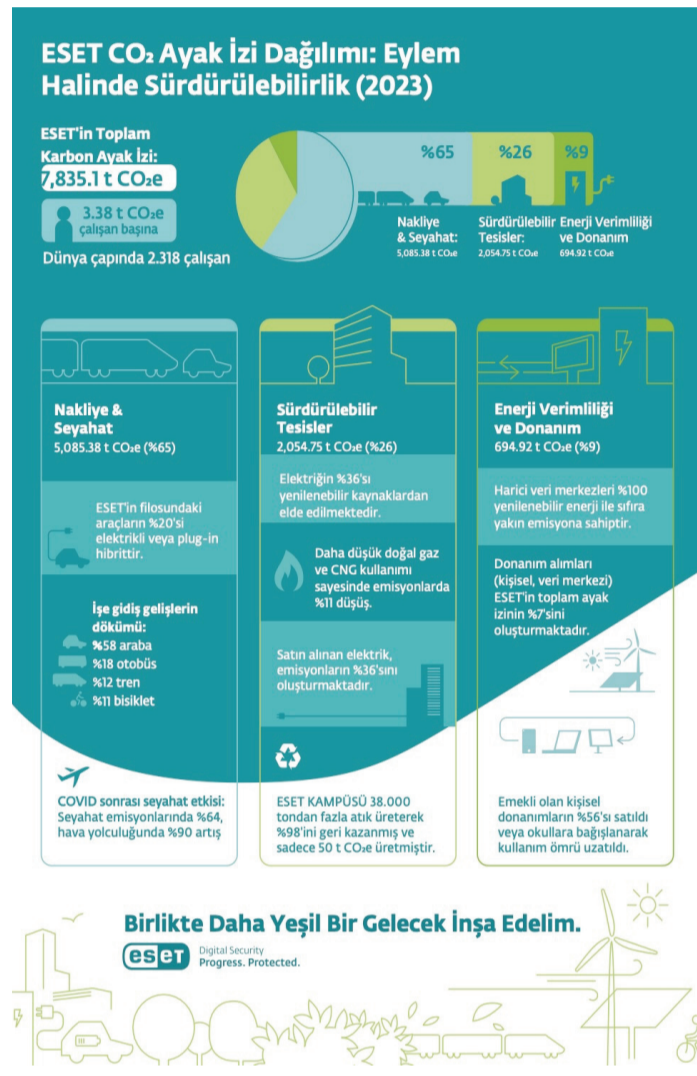 ESET CO₂ Ayak İzi Dağılımı: Eylem
Halinde Sürdürülebilirlik (2023)
ESET'in Toplam
Karbon Ayak İzi:
7,835.1 t CO₂e
3.38 t CO₂e
çalışan başına
Dünya çapında 2.318 çalışan
%65
%26
%9
Nakliye
& Seyahat:
5,085.38 t CO₂e
Sürdürülebilir
Tesisler:
2,054.75 t CO₂e
Enerji Verimliliği
ve Donanım
694.92 t CO₂e
Nakliye &
Seyahat
5,085.38 t CO₂e (%65)
ESET'in filosundaki
araçların %20'si
elektrikli veya plug-in
hibrittir.
İşe gidiş gelişlerin
dökümü:
%58 araba
%18 otobüs
%12 tren
%11 bisiklet
COVID sonrası seyahat etkisi:
Seyahat emisyonlarında %64,
hava yolculuğunda %90 artış
Sürdürülebilir
Tesisler
2,054.75 t CO₂e (%26)
Elektriğin %36'sı
yenilenebilir kaynaklardan
elde edilmektedir.
Daha düşük doğal gaz
ve CNG kullanımı
sayesinde emisyonlarda
%11 düşüş.
Satın alınan elektrik,
emisyonların %36'sını
oluşturmaktadır.
ESET KAMPÜSÜ 38.000
tondan fazla atık üreterek
%98'ini geri kazanmış ve
sadece 50 t CO₂e üretmiştir.
Enerji Verimliliği
ve Donanım
694.92 t CO₂e (%9)
Harici veri merkezleri %100
yenilenebilir enerji ile sıfıra
yakın emisyona sahiptir.
Donanım alımları
(kişisel, veri merkezi)
ESET'in toplam ayak
izinin %7'sini
oluşturmaktadır.
Emekli olan kişisel
donanımların %56'sı satıldı
veya okullara bağışlanarak
kullanım ömrü uzatıldı.
Birlikte Daha Yeşil Bir Gelecek İnşa Edelim.
eset
Digital Security
Progress. Protected.